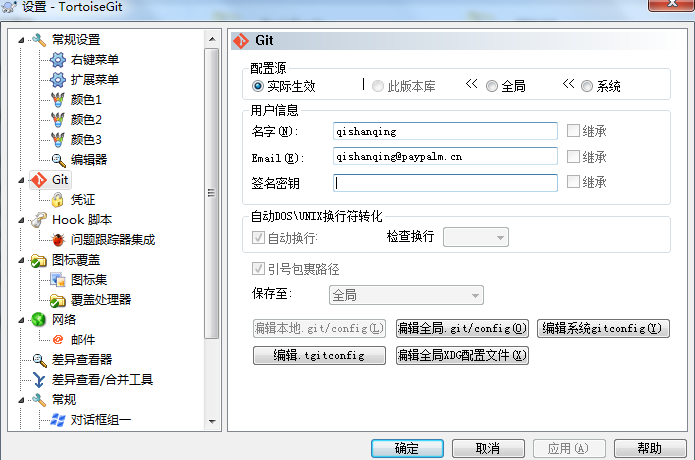 设置 - TortoiseGit
常规设置
右键菜单
扩展菜单
颜色1
颜色2
颜色3
编辑器
Git
凭证
Hook 脚本
问题跟踪器集成
图标覆盖
图标集
覆盖处理器
网络
邮件
差异查看器
差异查看/合并工具
常规
对话框组一
Git
配置源
实际生效 | 此版本库 << 全局 << 系统
用户信息
名字(N): qishanqing 继承
Email(E): qishanqing@paypalm.cn 继承
签名密钥 继承
自动DOS\UNIX换行符转化
自动换行: 检查换行
引号包裹路径
保存至: 全局
编辑本地.git/config(L) 编辑全局.git/config(O) 编辑系统gitconfig(Y)
编辑.tgitconfig 编辑全局XDG配置文件(X)
确定 取消 应用(A) 帮助